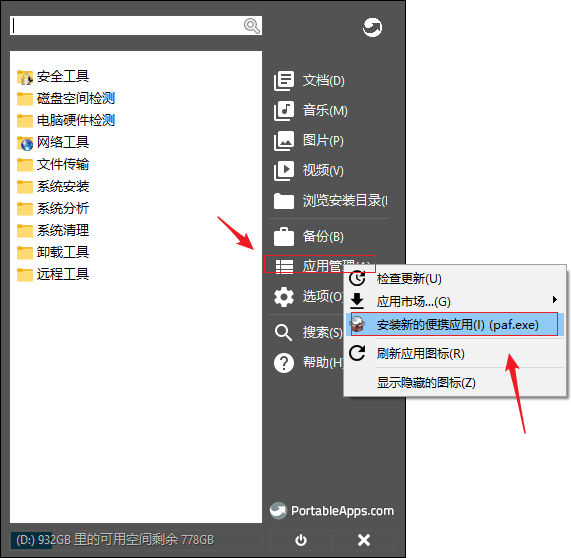 安全工具
磁盘空间检测
电脑硬件检测
网络工具
文件传输
系统安装
系统分析
系统清理
卸载工具
远程工具
文档(D)
音乐(M)
图片(P)
视频(V)
浏览安装目录(
备份(B)
应用管理(A)
选项(O
搜索(S)
帮助(H)
检查更新(U)
应用市场...(G)
安装新的便携应用(I) (paf.exe)
刷新应用图标(R)
显示隐藏的图标(Z)
PortableApps.com
(D:) 932GB 里的可用空间剩余 778GB